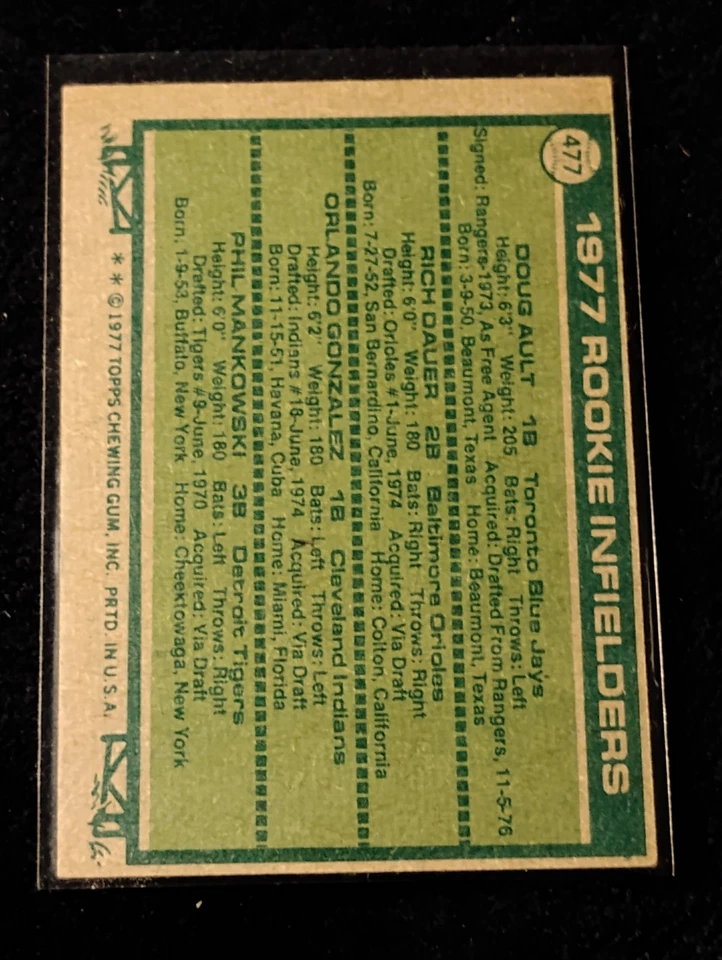 477
1977 ROOKIE INFIELDERS
DOUG AULT 1B Toronto Blue Jays
Height: 6'3" Weight: 205 Bats: Right Throws: Left
Signed: Rangers-1973, As Free Agent Acquired: Drafted From Rangers, 11-5-76
Born: 3-9-50, Beaumont, Texas Home: Beaumont, Texas
RICH DAUER 2B Baltimore Orioles
Height: 6'0" Weight: 180 Bats: Right Throws: Right
Drafted: Orioles #1-June, 1974 Acquired: Via Draft
Born: 7-27-52, San Bernardino, California Home: Colton, California
ORLANDO GONZALEZ 1B Cleveland Indians
Height: 6'2" Weight: 180 Bats: Left Throws: Left
Drafted: Indians #18-June, 1974 Acquired: Via Draft
Born: 11-15-51, Havana, Cuba Home: Miami, Florida
PHIL MANKOWSKI 3B Detroit Tigers
Height: 6'0" Weight: 180 Bats: Left Throws: Right
Drafted: Tigers #9-June, 1970 Acquired: Via Draft
Born: 1-9-53, Buffalo, New York Home: Cheektowaga, New York
* * © 1977 TOPPS CHEWING GUM, INC. PRTD. IN U.S.A.